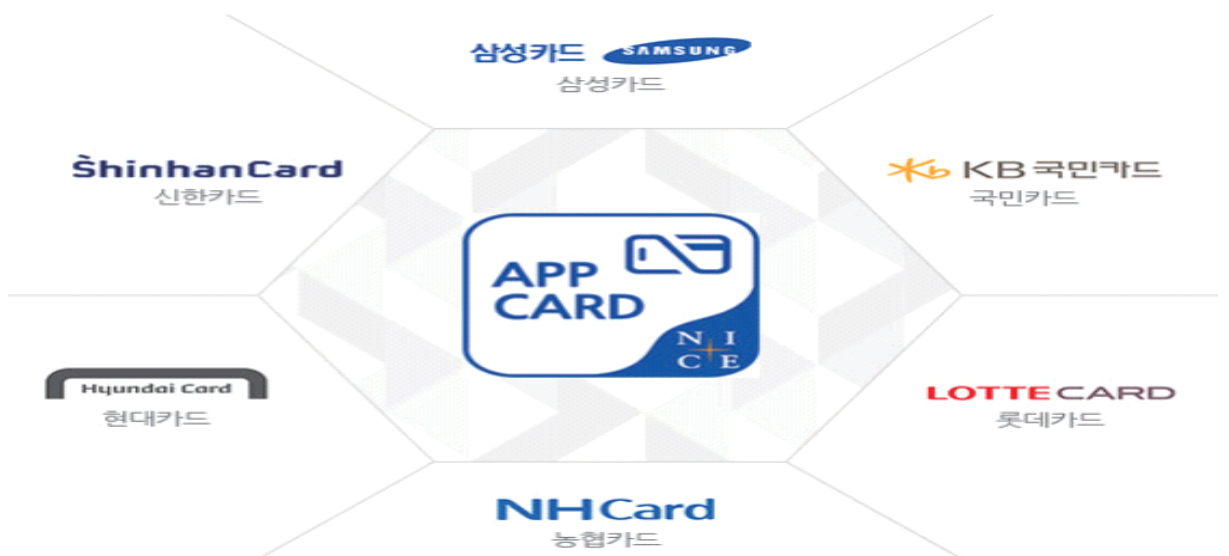 삼성카드 SAMSUNG
삼성카드
ShinhanCard
신한카드
KB 국민카드
국민카드
APP
CARD
N I
C E
Hyundai Card
현대카드
LOTTE CARD
롯데카드
NHCard
농협카드